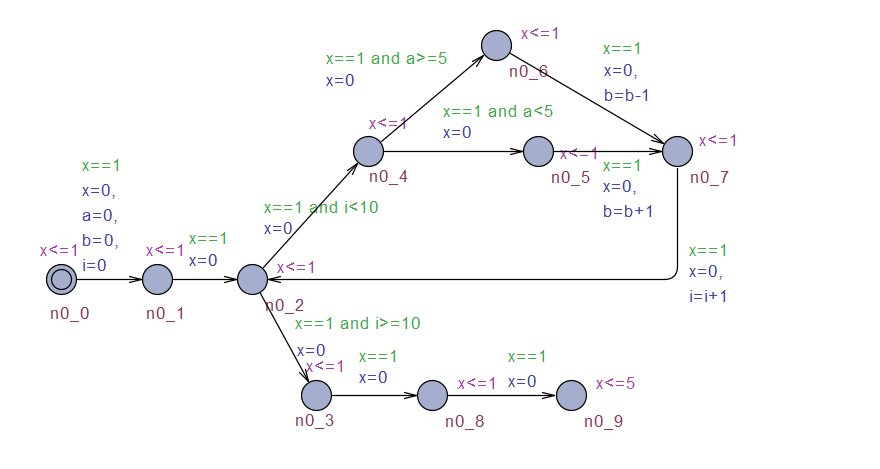 x<=1
n0_6
x==1 and a>=5
x=0
x==1
x=0,
b=b-1
x==1 and a<5
x=0
x<=1
n0_4
x<=1
n0_5
x==1
x=0,
b=b+1
x<=1
n0_7
x==1
x=0,
a=0,
b=0,
i=0
x<=1
n0_0
x<=1
n0_1
x==1
x=0
x==1 and i<10
x=0
x<=1
n0_2
x==1
x=0,
i=i+1
x==1 and i>=10
x=0
x<=1
n0_3
x==1
x=0
x<=1
n0_8
x==1
x=0
x<=5
n0_9